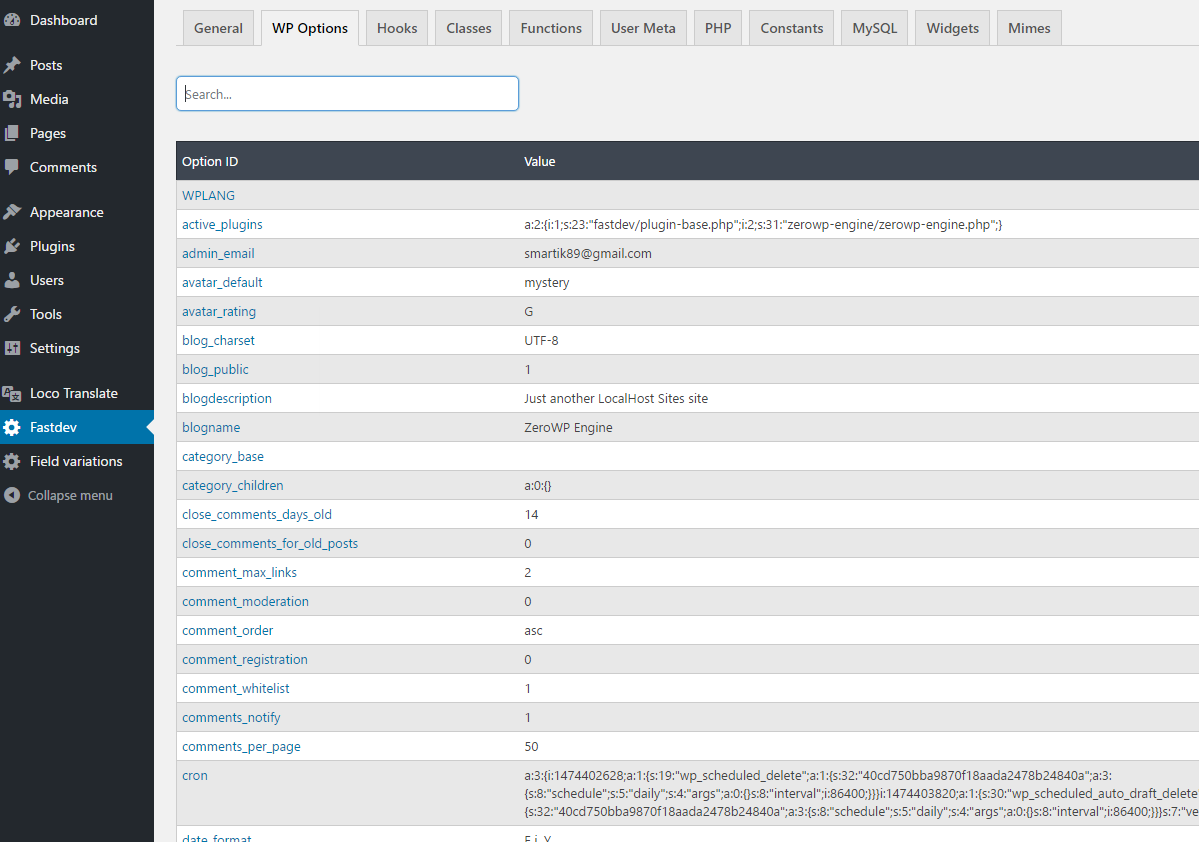 Dashboard
Posts
Media
Pages
Comments
Appearance
Plugins
Users
Tools
Settings
Loco Translate
Fastdev
Field variations
Collapse menu
General WP Options Hooks Classes Functions User Meta PHP Constants MySQL Widgets Mimes
Search...
Option ID Value
WPLANG
active_plugins a:2:{i:1;s:23:"fastdev/plugin-base.php";i:2;s:31:"zerowp-engine/zerowp-engine.php";}
admin_email smartik89@gmail.com
avatar_default mystery
avatar_rating G
blog_charset UTF-8
blog_public 1
blogdescription Just another LocalHost Sites site
blogname ZeroWP Engine
category_base
category_children a:0:{}
close_comments_days_old 14
close_comments_for_old_posts 0
comment_max_links 2
comment_moderation 0
comment_order asc
comment_registration 0
comment_whitelist 1
comments_notify 1
comments_per_page 50
cron a:3:{i:1474402628;a:1:{s:19:"wp_scheduled_delete";a:1:{s:32:"40cd750bba9870f18aada2478b24840a";a:3:
{s:8:"schedule";s:5:"daily";s:4:"args";a:0:{}s:8:"interval";i:86400;}}}i:1474403820;a:1:{s:30:"wp_scheduled_auto_draft_delete
{s:32:"40cd750bba9870f18aada2478b24840a";a:3:{s:8:"schedule";s:5:"daily";s:4:"args";a:0:{}s:8:"interval";i:86400;}}}s:7:"ve
date_format F j, Y